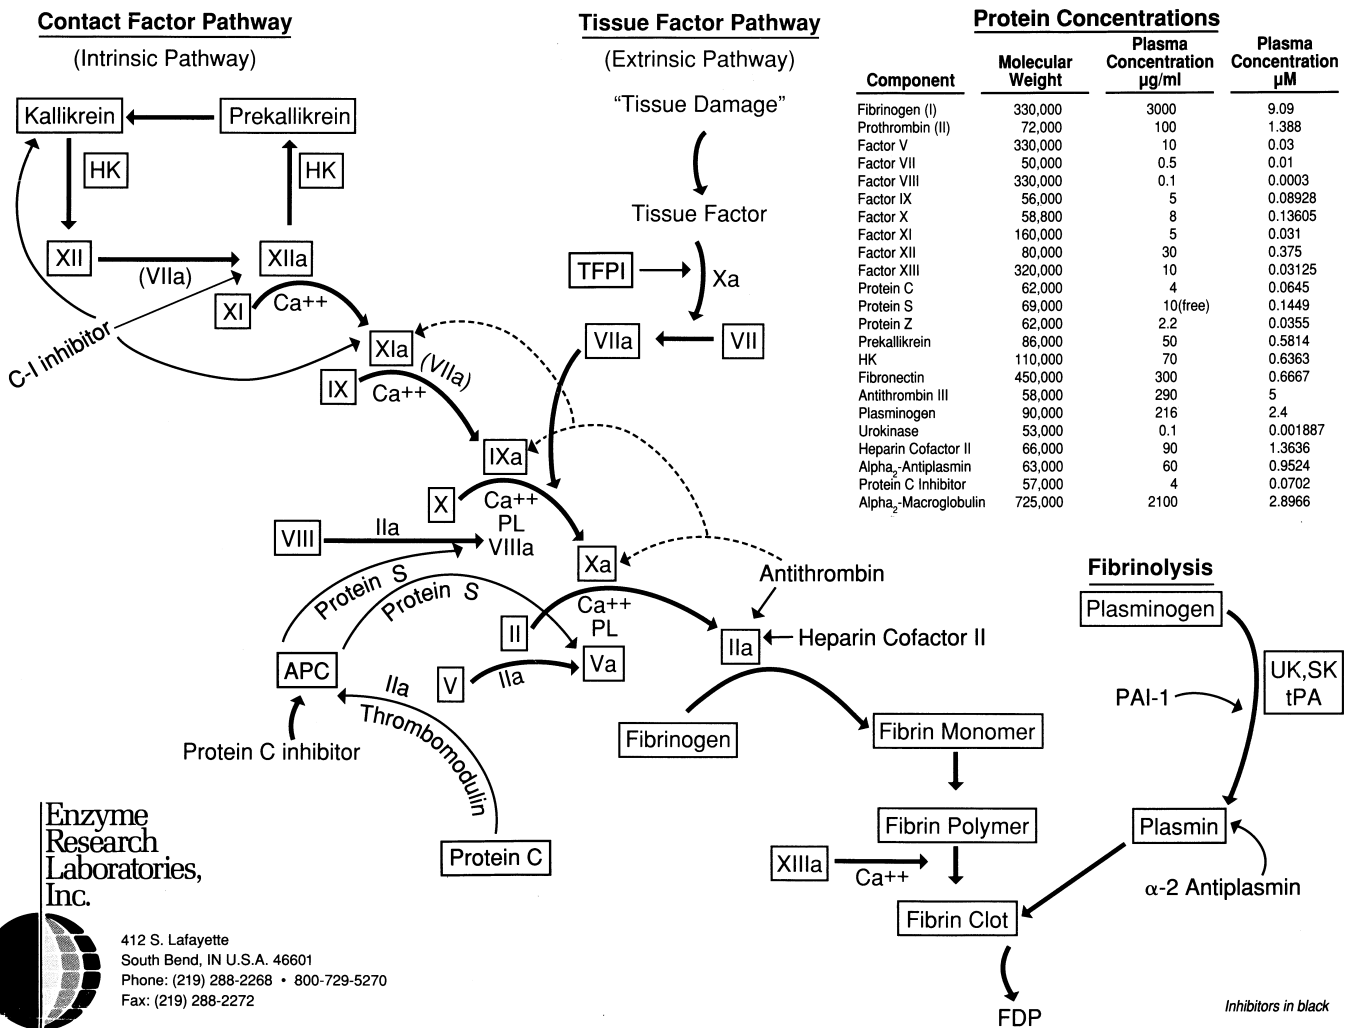 Contact Factor Pathway
(Intrinsic Pathway)
Kallikrein
Prekallikrein
HK
HK
XII
(VIIa)
XIIa
XI
Ca++
C-I inhibitor
XIa
(VIIa)
IX
Ca++
Tissue Factor Pathway
(Extrinsic Pathway)
“Tissue Damage”
Tissue Factor
TFPI
Xa
VIIa
VII
IXa
X
Ca++
PL
VIII
IIa
VIIIa
Xa
Protein S
Protein S
Ca++
PL
II
Antithrombin
IIa
Heparin Cofactor II
APC
V
IIa
Va
IIa
Thrombomodulin
Protein C inhibitor
Protein C
Fibrinogen
Fibrin Monomer
Fibrin Polymer
XIIIa
Ca++
Fibrin Clot
FDP
Protein Concentrations
Component Molecular Weight Plasma Concentration µg/ml Plasma Concentration µM
Fibrinogen (I) 330,000 3000 9.09
Prothrombin (II) 72,000 100 1.388
Factor V 330,000 10 0.03
Factor VII 50,000 0.5 0.01
Factor VIII 330,000 0.1 0.0003
Factor IX 56,000 5 0.08928
Factor X 58,800 8 0.13605
Factor XI 160,000 5 0.031
Factor XII 80,000 30 0.375
Factor XIII 320,000 10 0.03125
Protein C 62,000 4 0.0645
Protein S 69,000 10(free) 0.1449
Protein Z 62,000 2.2 0.0355
Prekallikrein 86,000 50 0.5814
HK 110,000 70 0.6363
Fibronectin 450,000 300 0.6667
Antithrombin III 58,000 290 5
Plasminogen 90,000 216 2.4
Urokinase 53,000 0.1 0.001887
Heparin Cofactor II 66,000 90 1.3636
Alpha2-Antiplasmin 63,000 60 0.9524
Protein C Inhibitor 57,000 4 0.0702
Alpha2-Macroglobulin 725,000 2100 2.8966
Fibrinolysis
Plasminogen
UK,SK
tPA
PAI-1
Plasmin
α-2 Antiplasmin
Enzyme
Research
Laboratories,
Inc.
412 S. Lafayette
South Bend, IN U.S.A. 46601
Phone: (219) 288-2268 • 800-729-5270
Fax: (219) 288-2272
Inhibitors in black